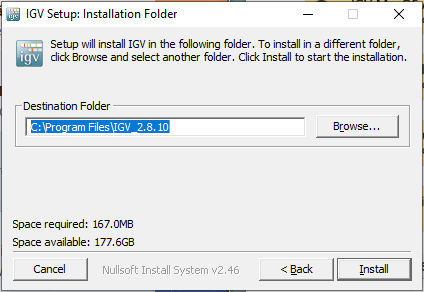 IGV Setup: Installation Folder
igv
Setup will install IGV in the following folder. To install in a different folder,
click Browse and select another folder. Click Install to start the installation.
Destination Folder
C:\Program Files\IGV_2.8.10
Browse...
Space required: 167.0MB
Space available: 177.6GB
Cancel
Nullsoft Install System v2.46
< Back
Install